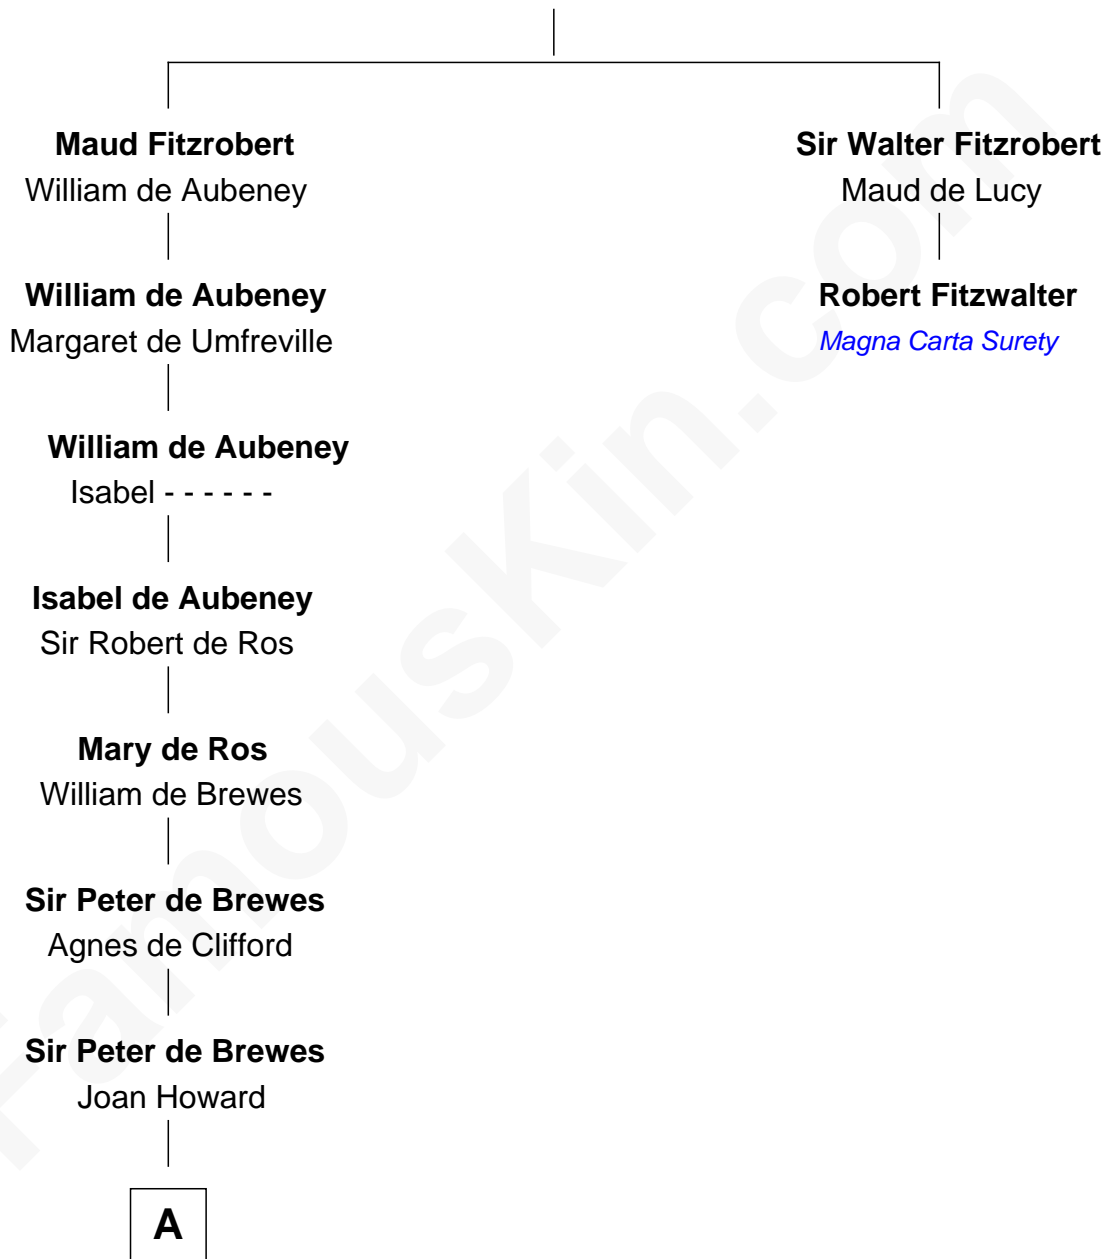 Maud Fitzrobert
William de Aubeney
Sir Walter Fitzrobert
Maud de Lucy
William de Aubeney
Margaret de Umfreville
Robert Fitzwalter
Magna Carta Surety
William de Aubeney
Isabel - - - - - -
Isabel de Aubeney
Sir Robert de Ros
Mary de Ros
William de Brewes
Sir Peter de Brewes
Agnes de Clifford
Sir Peter de Brewes
Joan Howard
A
FamousKin.com